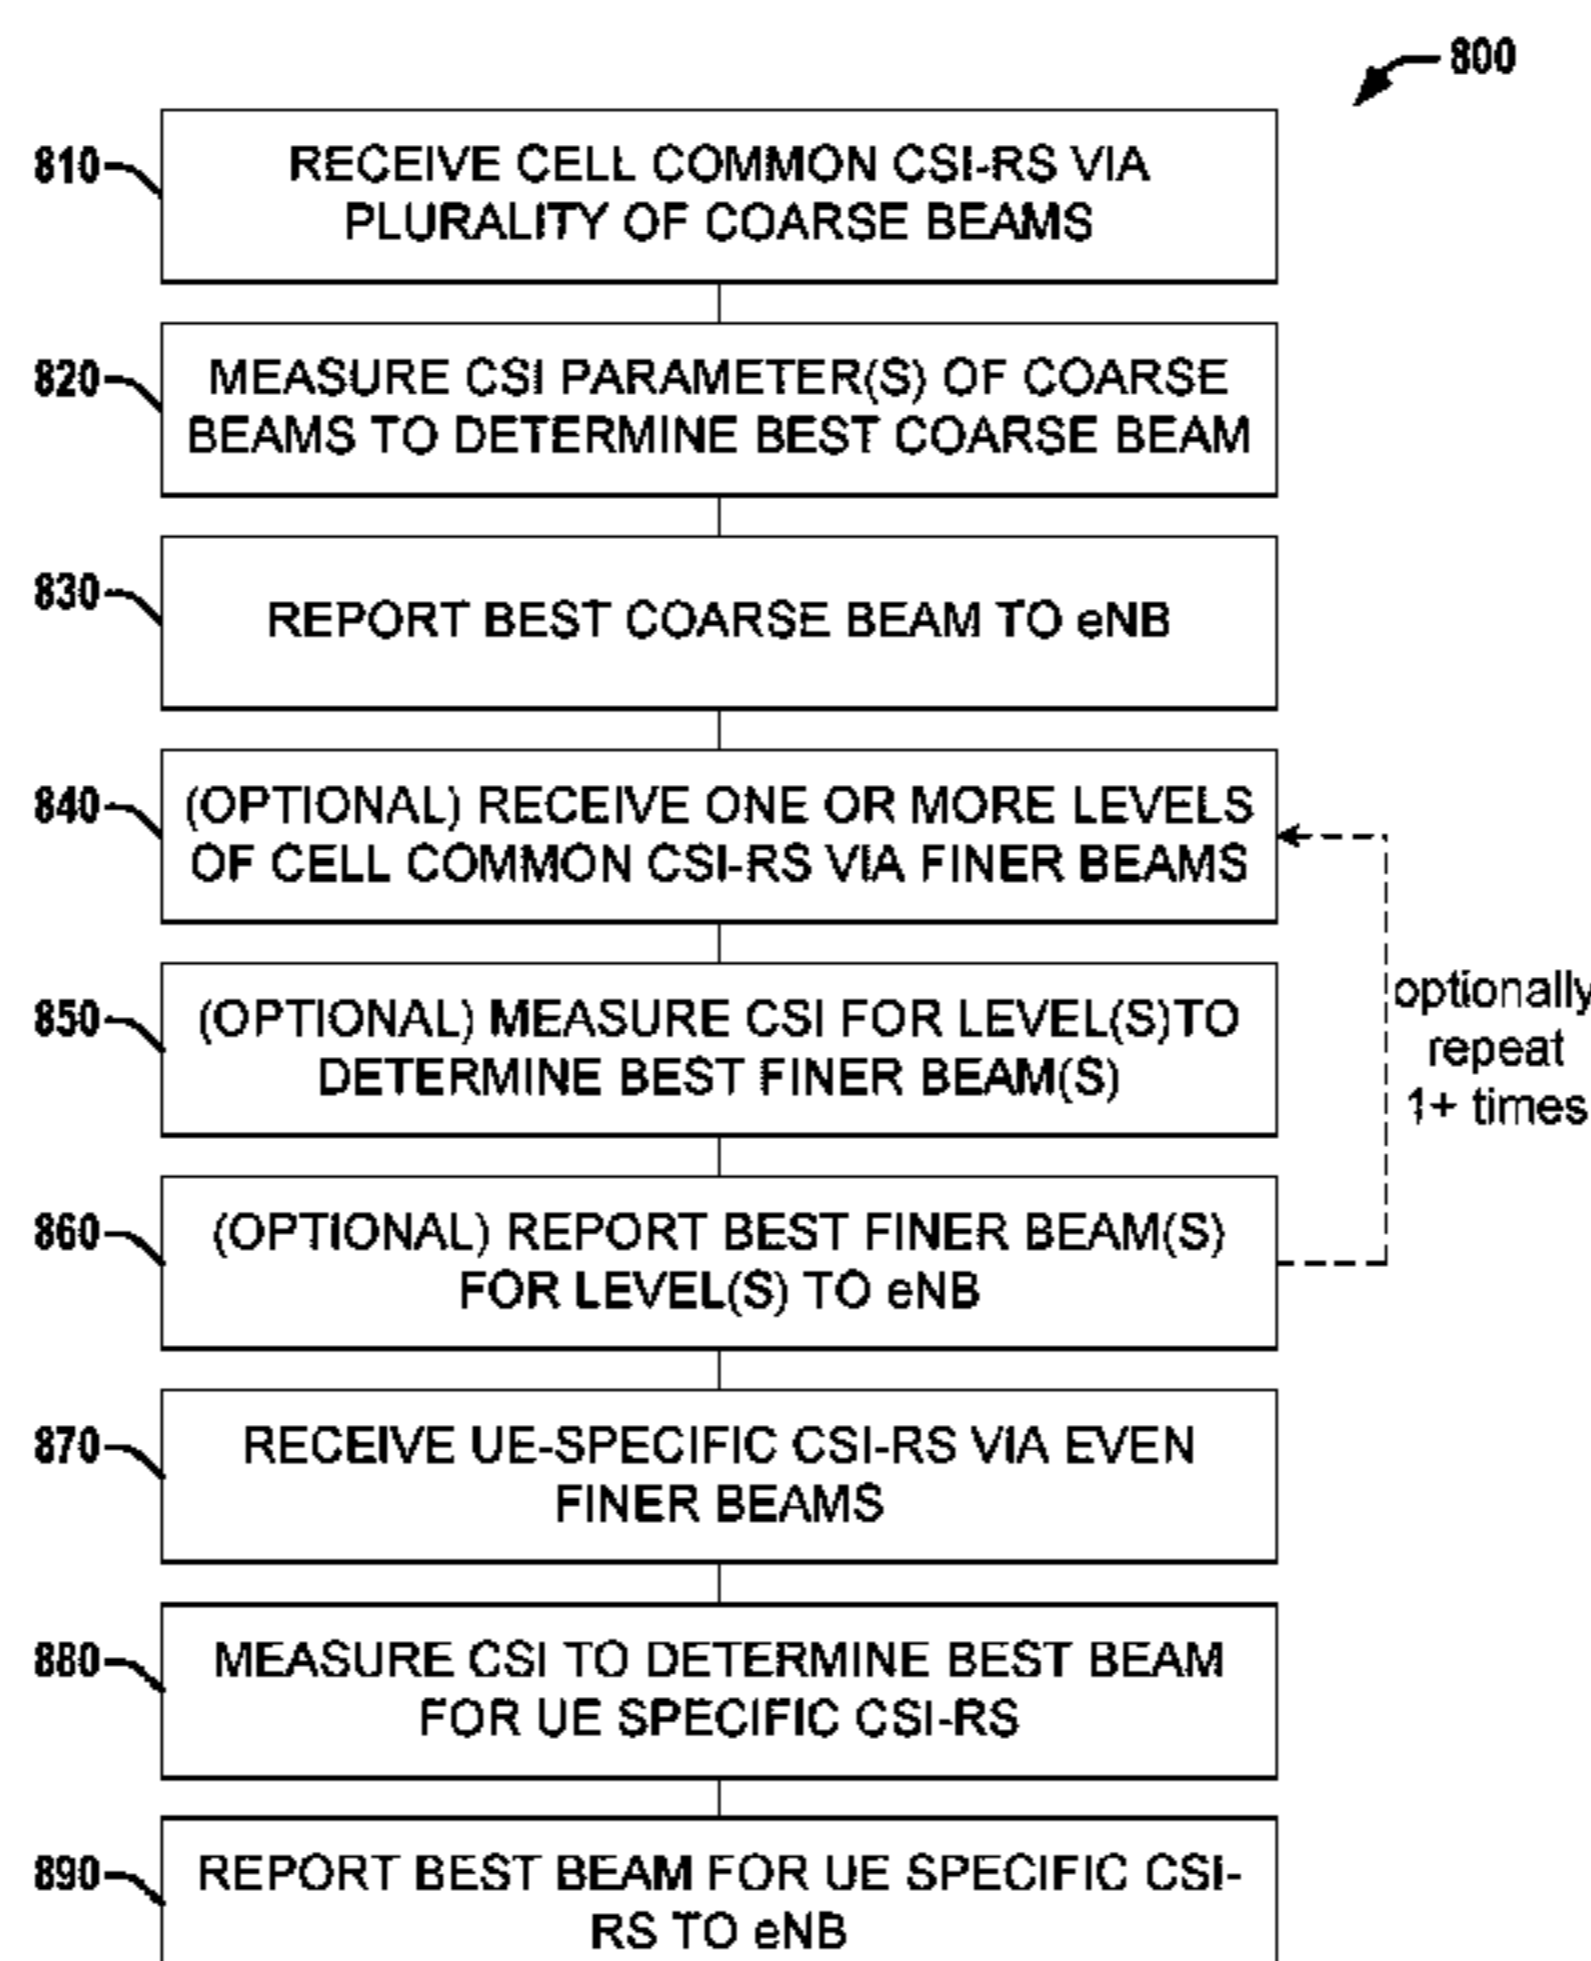 800
810
RECEIVE CELL COMMON CSI-RS VIA
PLURALITY OF COARSE BEAMS
820
MEASURE CSI PARAMETER(S) OF COARSE
BEAMS TO DETERMINE BEST COARSE BEAM
830
REPORT BEST COARSE BEAM TO eNB
840
(OPTIONAL) RECEIVE ONE OR MORE LEVELS
OF CELL COMMON CSI-RS VIA FINER BEAMS
850
(OPTIONAL) MEASURE CSI FOR LEVEL(S)TO
DETERMINE BEST FINER BEAM(S)
optionally
repeat
1+ times
860
(OPTIONAL) REPORT BEST FINER BEAM(S)
FOR LEVEL(S) TO eNB
870
RECEIVE UE-SPECIFIC CSI-RS VIA EVEN
FINER BEAMS
880
MEASURE CSI TO DETERMINE BEST BEAM
FOR UE SPECIFIC CSI-RS
890
REPORT BEST BEAM FOR UE SPECIFIC CSI-
RS TO eNB